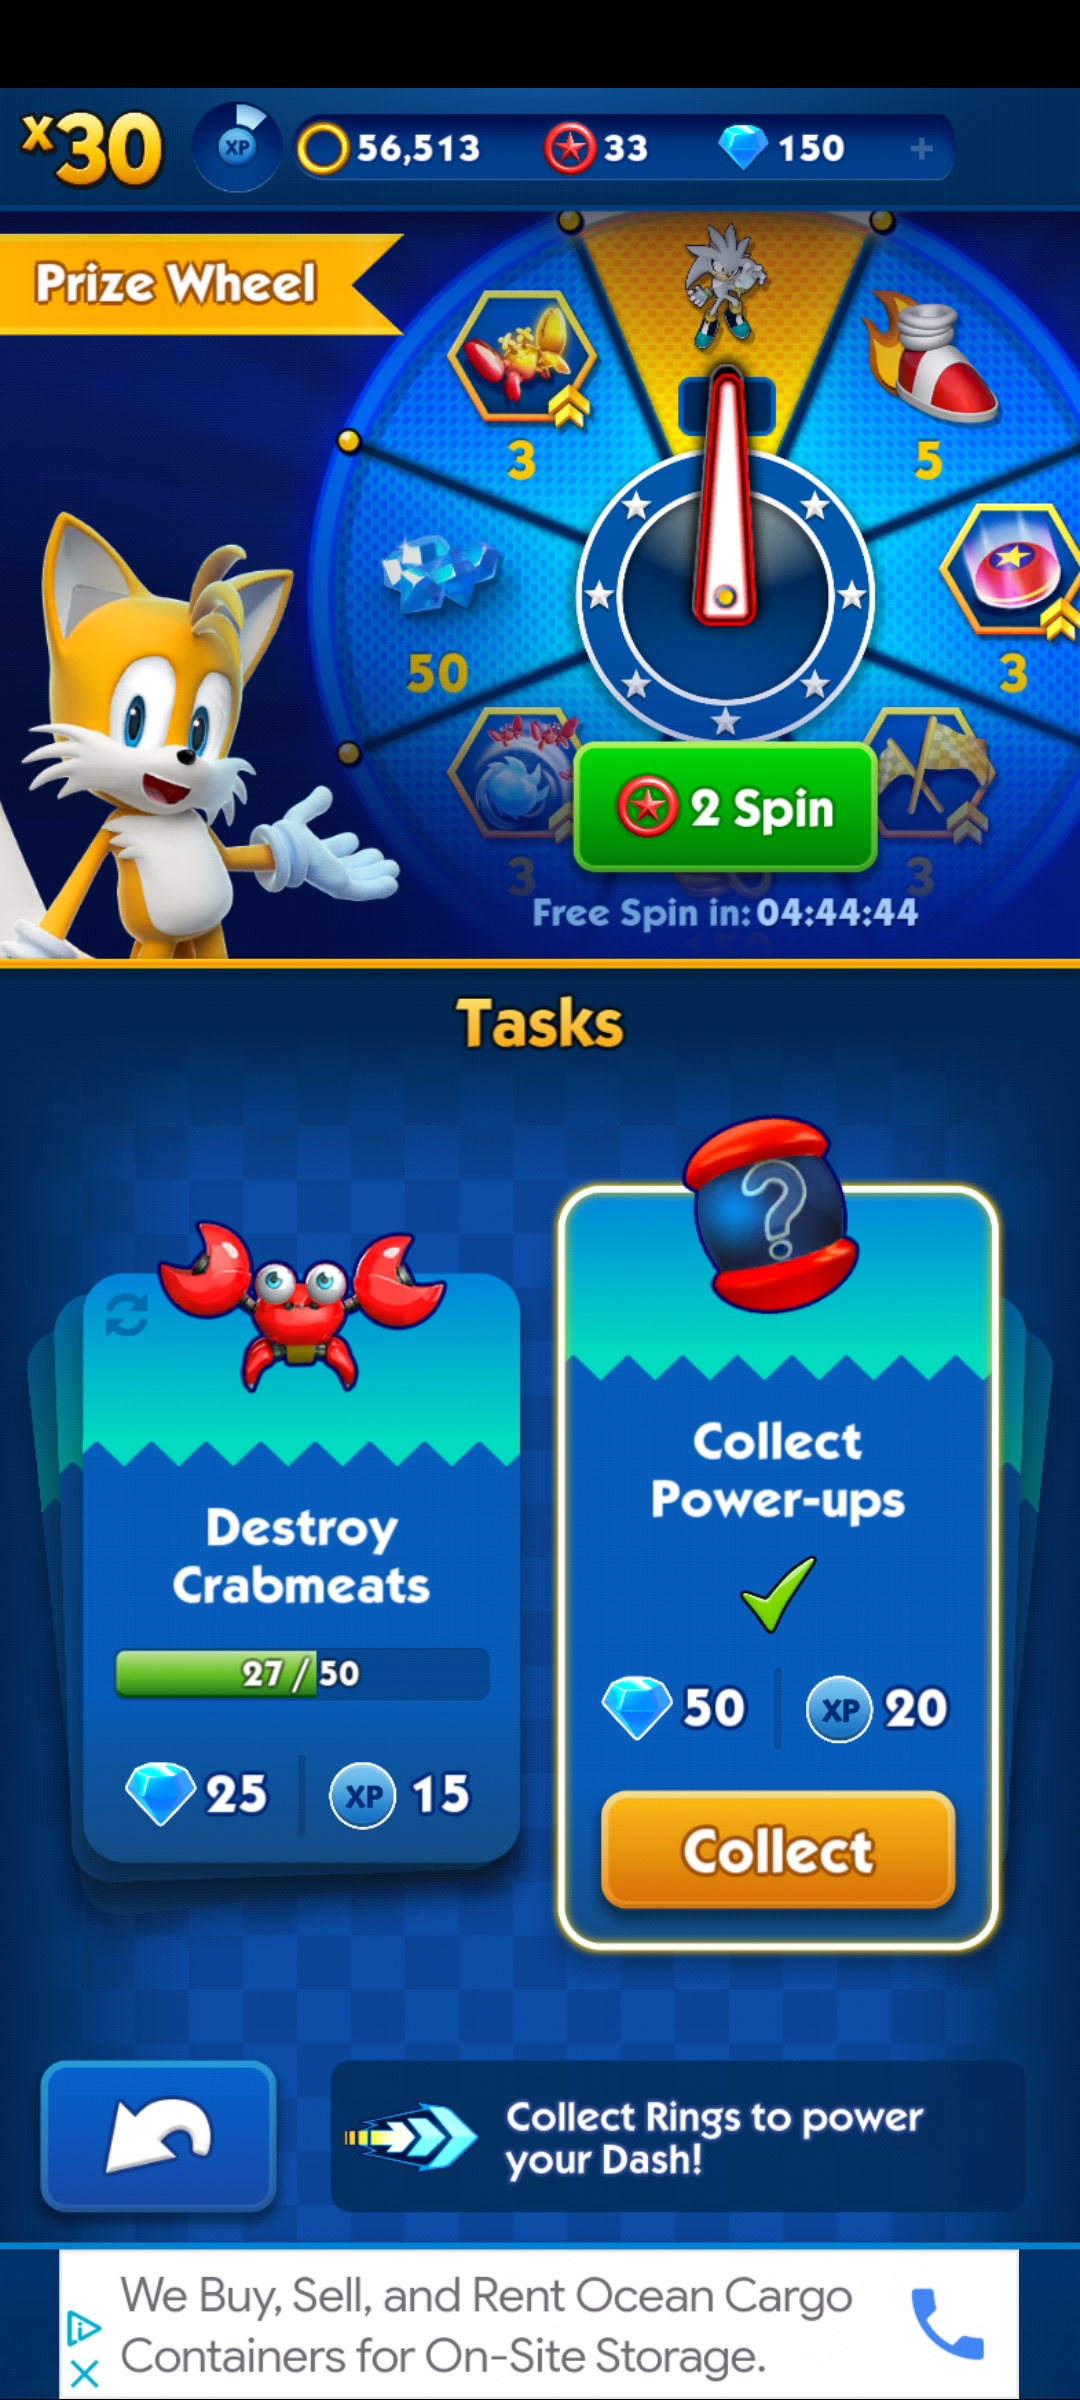 x30
XP
56,513
33
150
+
Prize Wheel
3
5
50
3
3
3
2 Spin
Free Spin in: 04:44:44
Tasks
?
Destroy
Crabmeats
27 / 50
25
XP 15
Collect
Power-ups
50
XP 20
Collect
Collect Rings to power
your Dash!
We Buy, Sell, and Rent Ocean Cargo
Containers for On-Site Storage.